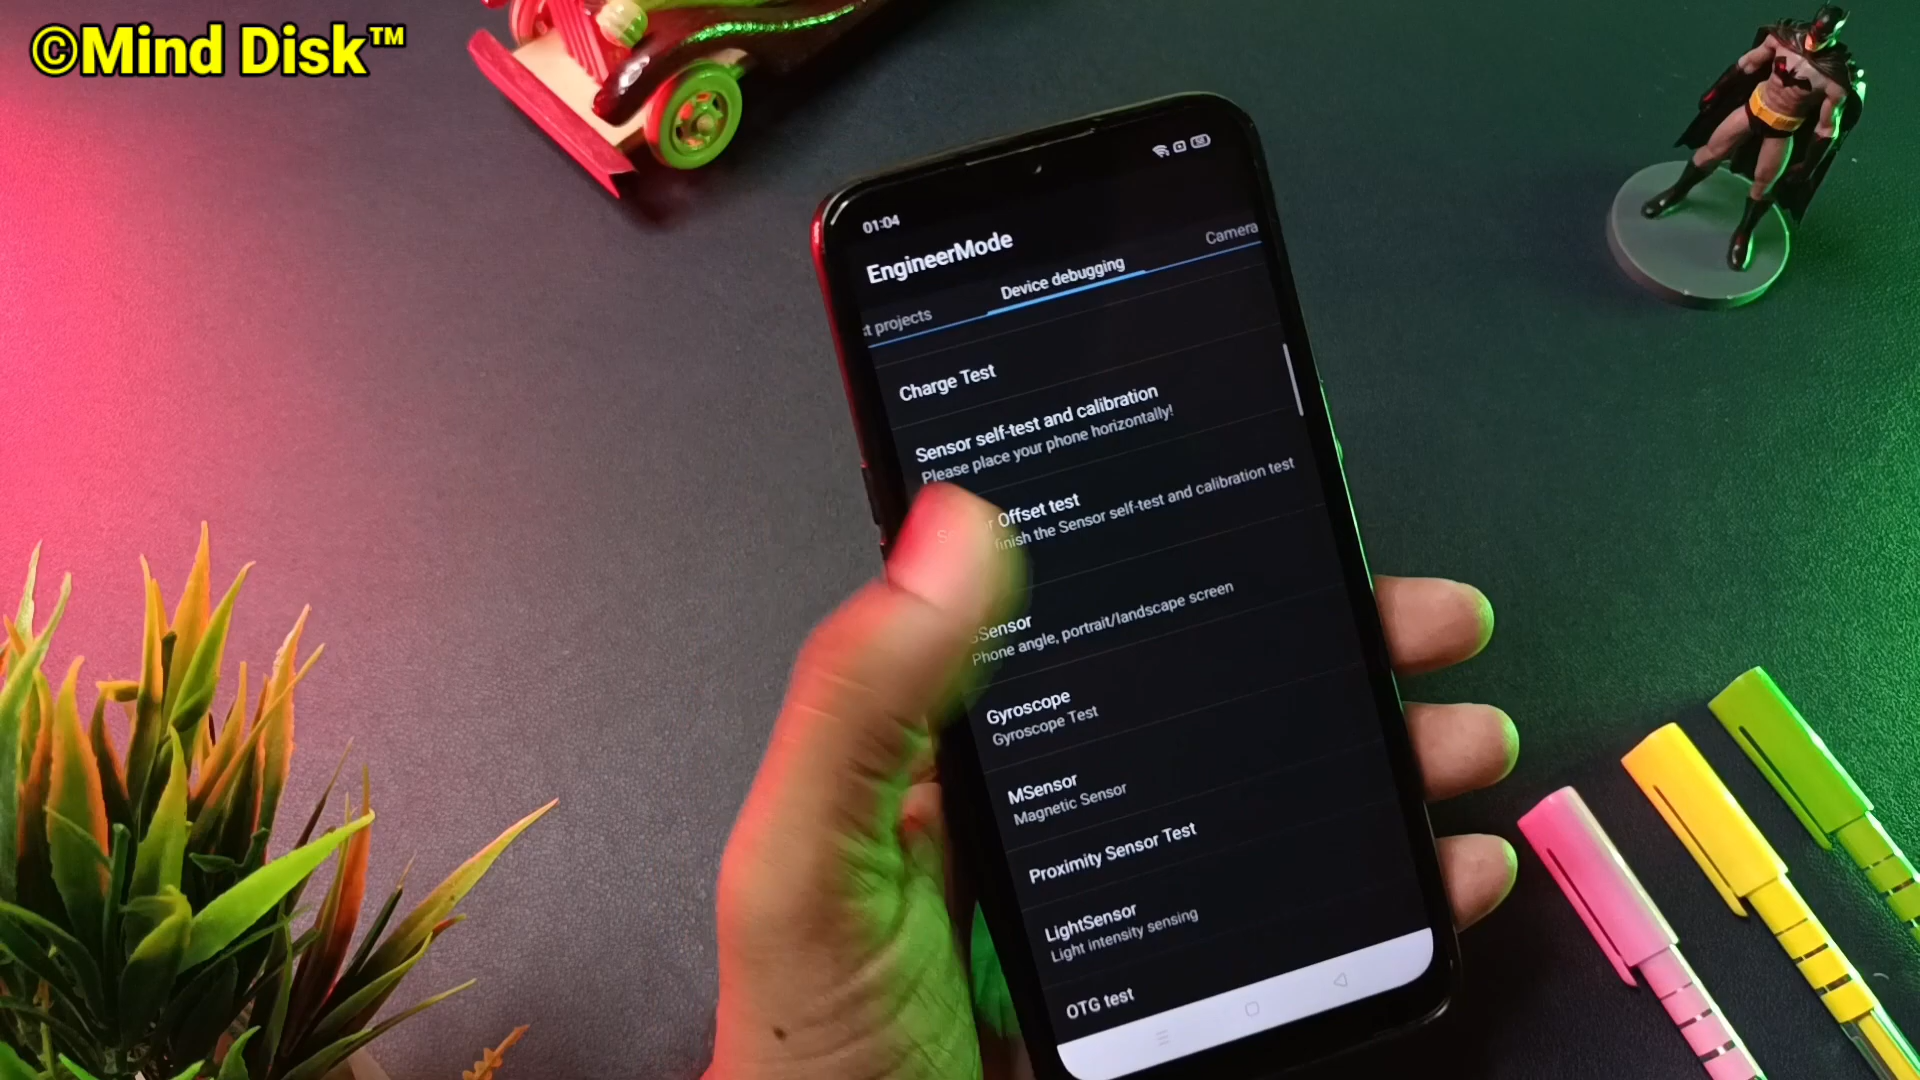 ©Mind Disk™
01:04
EngineerMode
t projects
Device debugging
Camera
Charge Test
Sensor self-test and calibration
Please place your phone horizontally!
Offset test
finish the Sensor self-test and calibration test
Sensor
Phone angle, portrait/landscape screen
Gyroscope
Gyroscope Test
MSensor
Magnetic Sensor
Proximity Sensor Test
LightSensor
Light intensity sensing
OTG test